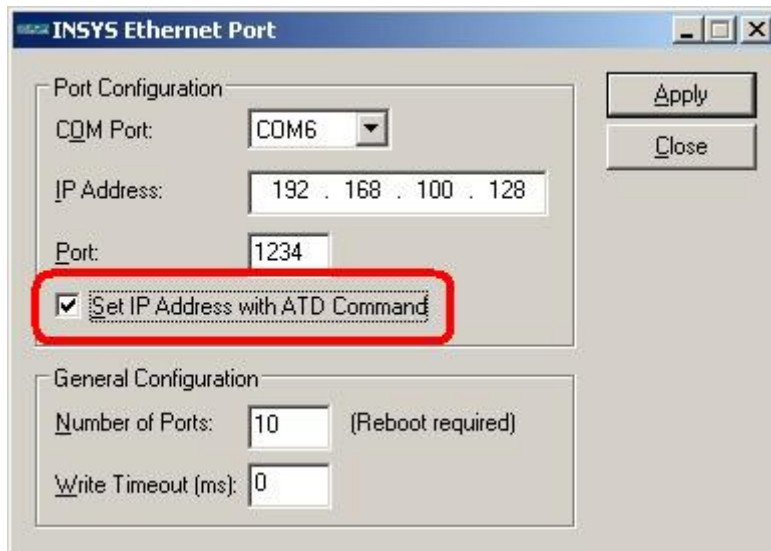 INSYS Ethernet Port
Port Configuration
COM Port: COM6
IP Address: 192 . 168 . 100 . 128
Port: 1234
Set IP Address with ATD Command
Apply
Close
General Configuration
Number of Ports: 10 (Reboot required)
Write Timeout (ms): 0